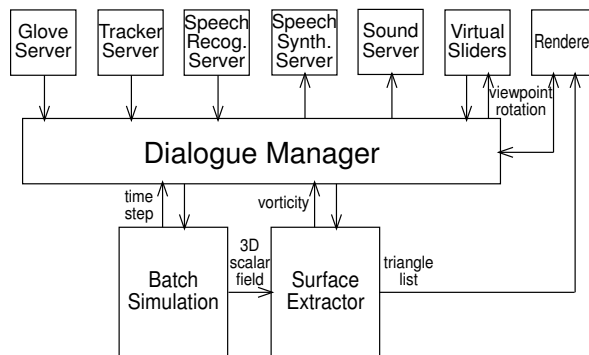 Glove
Server
Tracker
Server
Speech
Recog.
Server
Speech
Synth.
Server
Sound
Server
Virtual
Sliders
Rendere
viewpoint
rotation
Dialogue Manager
time
step
vorticity
Batch
Simulation
3D
scalar
field
Surface
Extractor
triangle
list